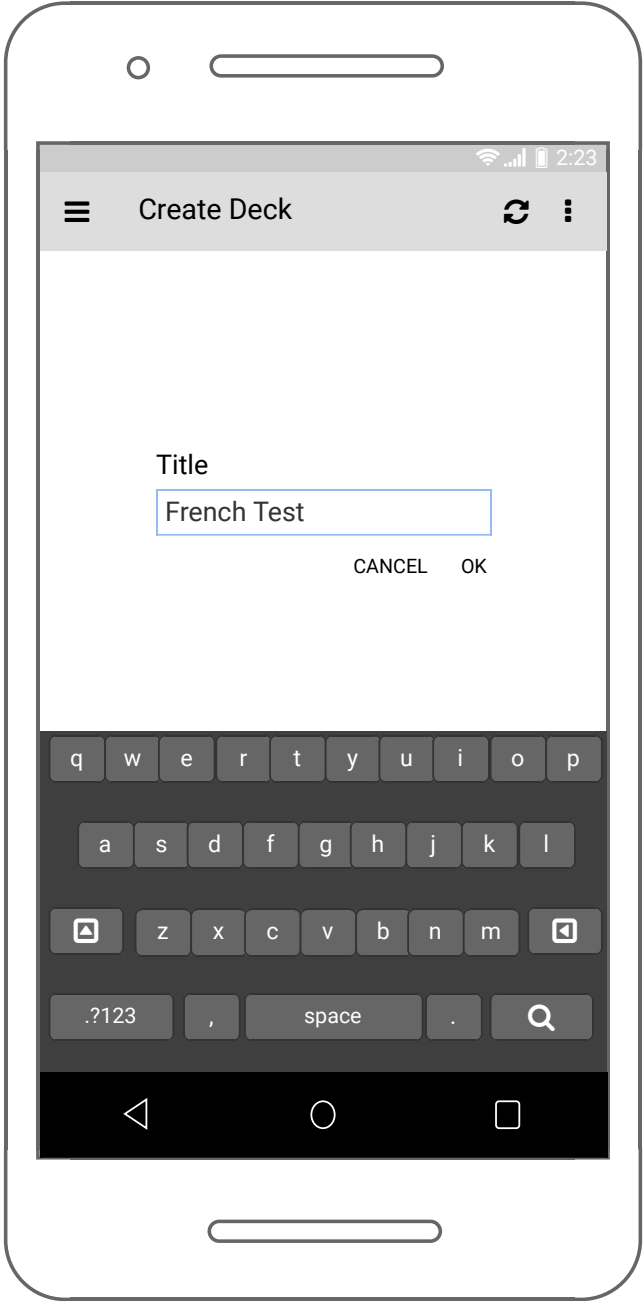 2:23
Create Deck
Title
French Test
CANCEL OK
q w e r t y u i o p
a s d f g h j k l
z x c v b n m
.?123 , space .